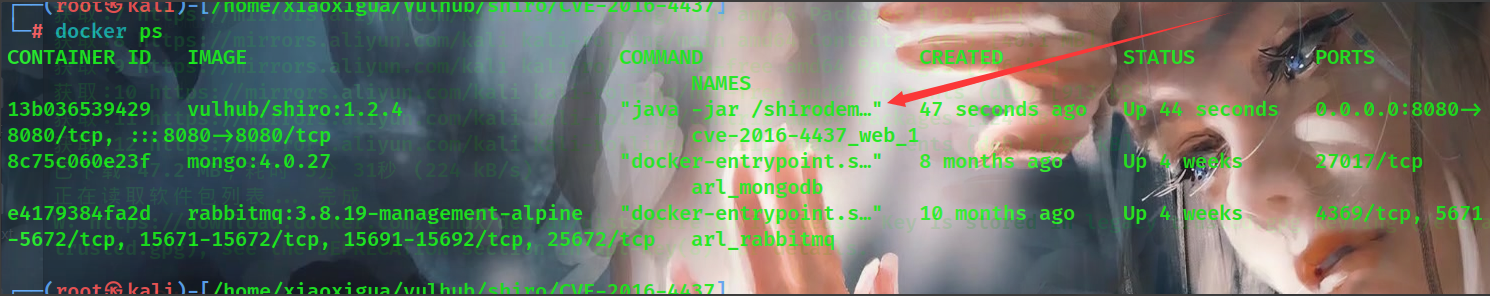 ┌──(root㉿kali)-[/home/xiaoxigua/vulhub/shiro/CVE-2016-4437]
└─# docker ps
CONTAINER ID   IMAGE                               COMMAND                  CREATED          STATUS          PORTS
NAMES
13b036539429   vulhub/shiro:1.2.4                  "java -jar /shirodem…"   47 seconds ago   Up 44 seconds   0.0.0.0:8080->
8080/tcp, :::8080->8080/tcp                              cve-2016-4437_web_1
8c75c060e23f   mongo:4.0.27                        "docker-entrypoint.s…"   8 months ago     Up 4 weeks      27017/tcp
arl_mongodb
e4179384fa2d   rabbitmq:3.8.19-management-alpine   "docker-entrypoint.s…"   10 months ago    Up 4 weeks      4369/tcp, 5671
-5672/tcp, 15671-15672/tcp, 15691-15692/tcp, 25672/tcp   arl_rabbitmq
┌──(root㉿kali)-[/home/xiaoxigua/vulhub/shiro/CVE-2016-4437]